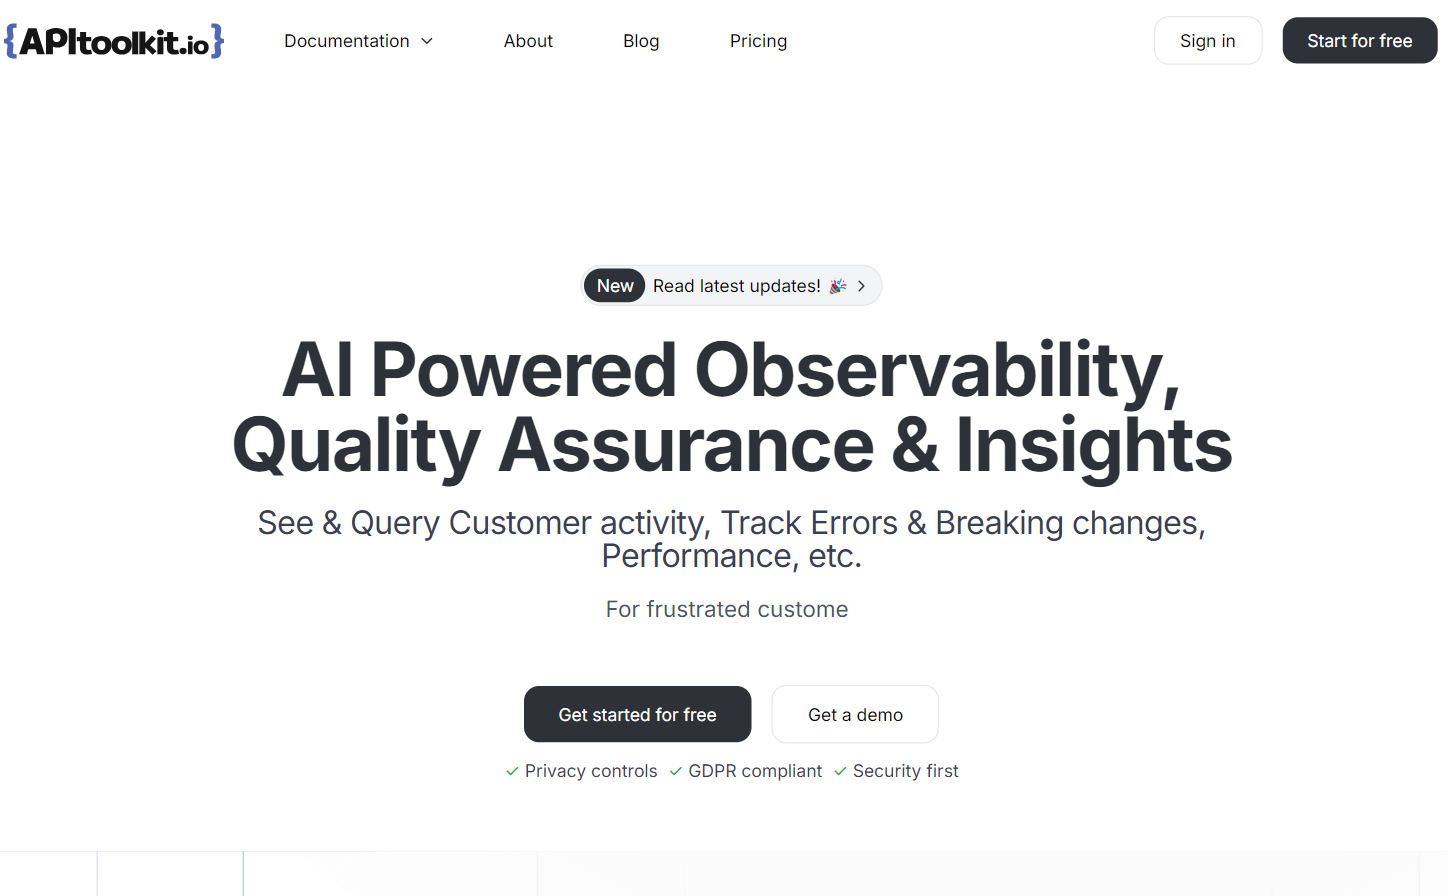 {APItoolkit.io}
Documentation
About
Blog
Pricing
Sign in
Start for free
New Read latest updates! 🎉
AI Powered Observability,
Quality Assurance & Insights
See & Query Customer activity, Track Errors & Breaking changes,
Performance, etc.
For frustrated custome
Get started for free
Get a demo
Privacy controls
GDPR compliant
Security first